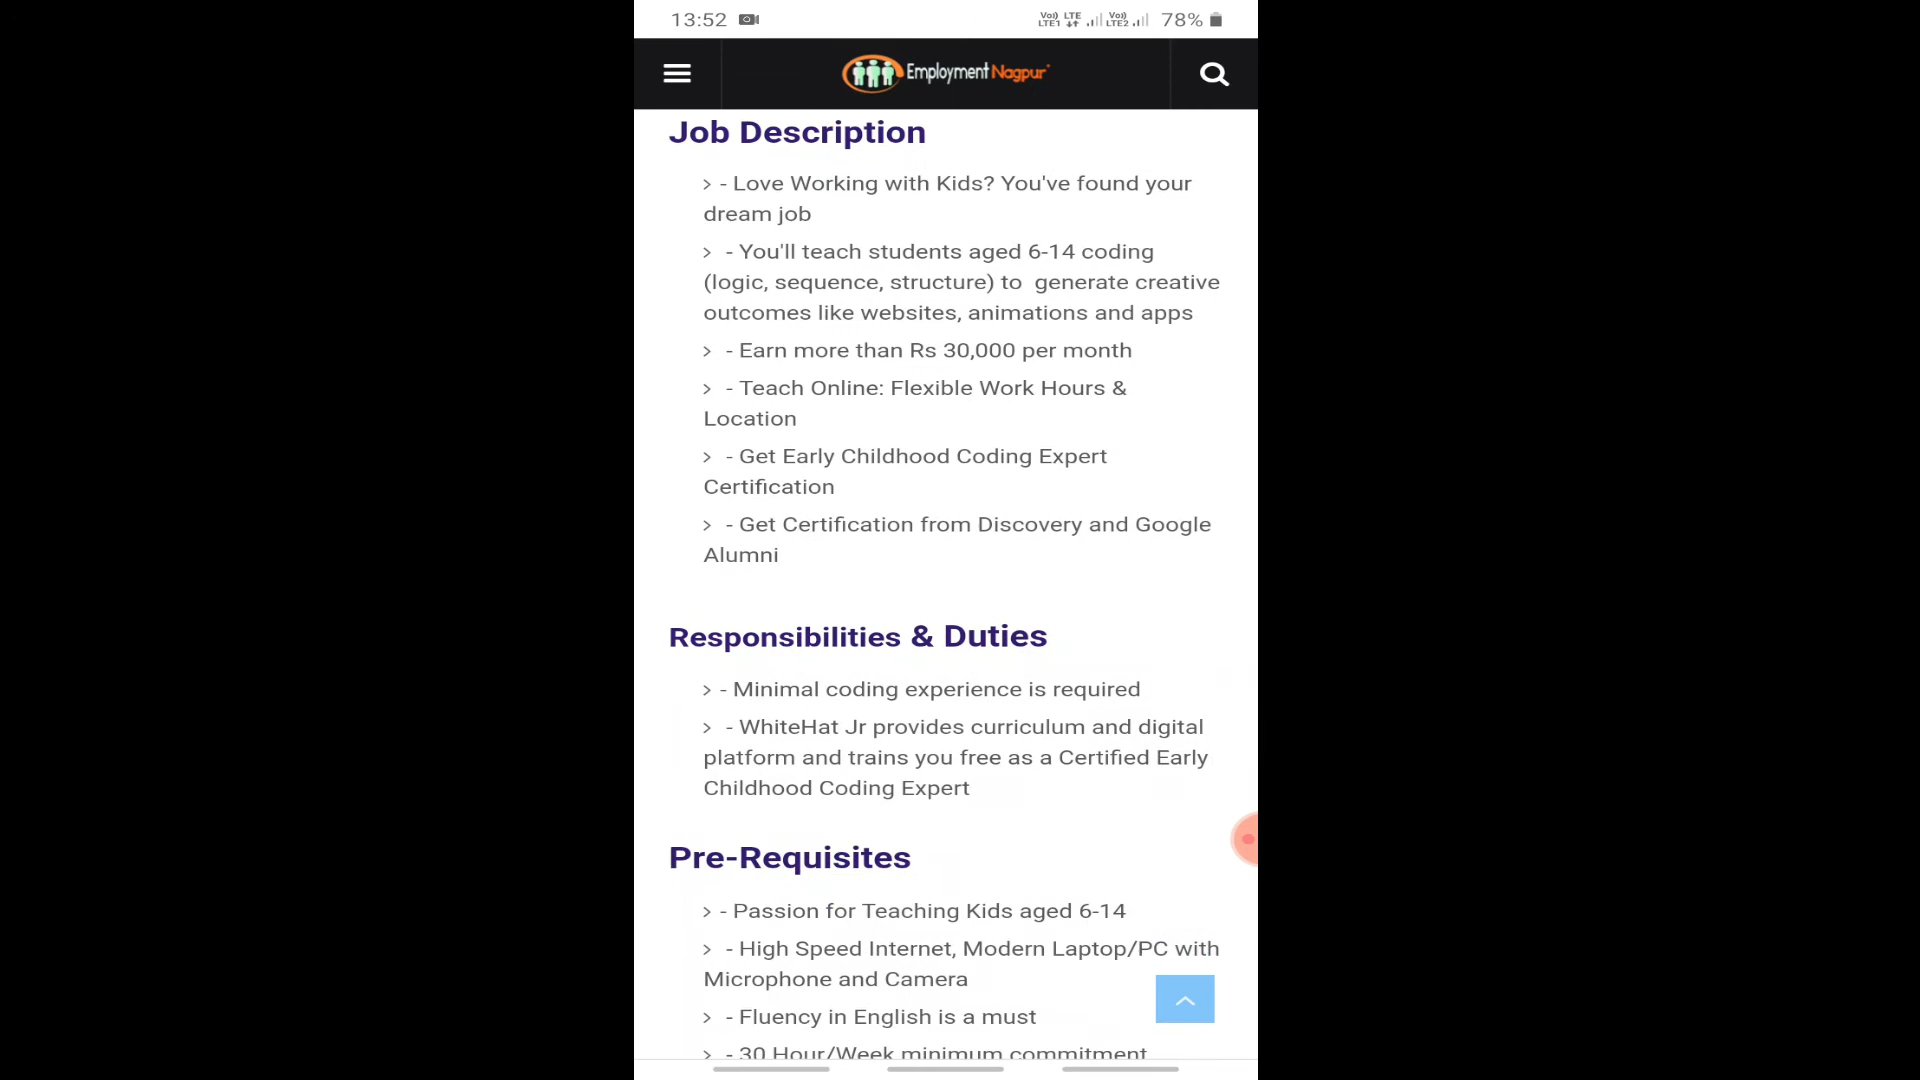 13:52 Vo)) LTE1 LTE Vo)) LTE2 78%
Employment Nagpur
Job Description
> - Love Working with Kids? You've found your
dream job
> - You'll teach students aged 6-14 coding
(logic, sequence, structure) to generate creative
outcomes like websites, animations and apps
> - Earn more than Rs 30,000 per month
> - Teach Online: Flexible Work Hours &
Location
> - Get Early Childhood Coding Expert
Certification
> - Get Certification from Discovery and Google
Alumni
Responsibilities & Duties
> - Minimal coding experience is required
> - WhiteHat Jr provides curriculum and digital
platform and trains you free as a Certified Early
Childhood Coding Expert
Pre-Requisites
> - Passion for Teaching Kids aged 6-14
> - High Speed Internet, Modern Laptop/PC with
Microphone and Camera
> - Fluency in English is a must
> - 30 Hour/Week minimum commitment